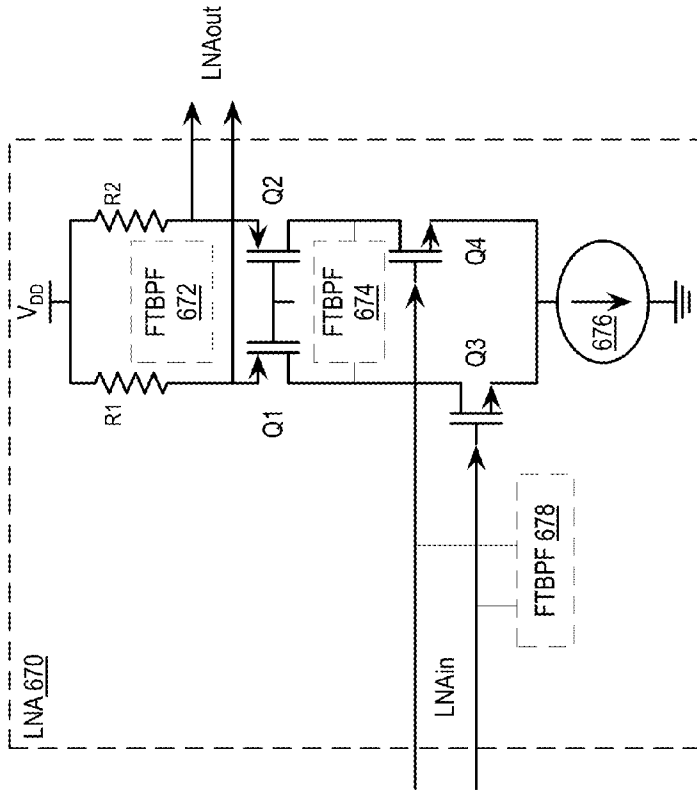 LNA 670
V_DD
R1
R2
FTBPF
672
LNAout
Q1
Q2
FTBPF
674
Q3
Q4
LNAin
FTBPF 678
676